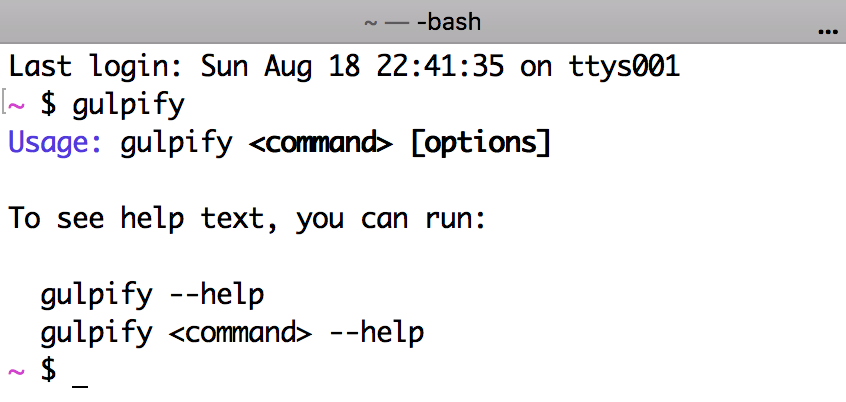 ~ — -bash
...
Last login: Sun Aug 18 22:41:35 on ttys001
~ $ gulpify
Usage: gulpify <command> [options]
To see help text, you can run:
gulpify --help
gulpify <command> --help
~ $ _